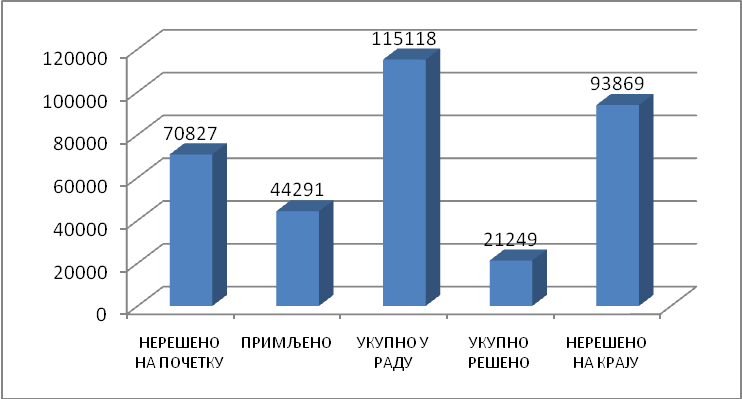 115118
120000
93869
100000
70827
80000
44291
60000
21249
40000
20000
0
НЕРЕШЕНО НА ПОЧЕТКУ
ПРИМЉЕНО
УКУПНО У РАДУ
УКУПНО РЕШЕНО
НЕРЕШЕНО НА КРАЈУ